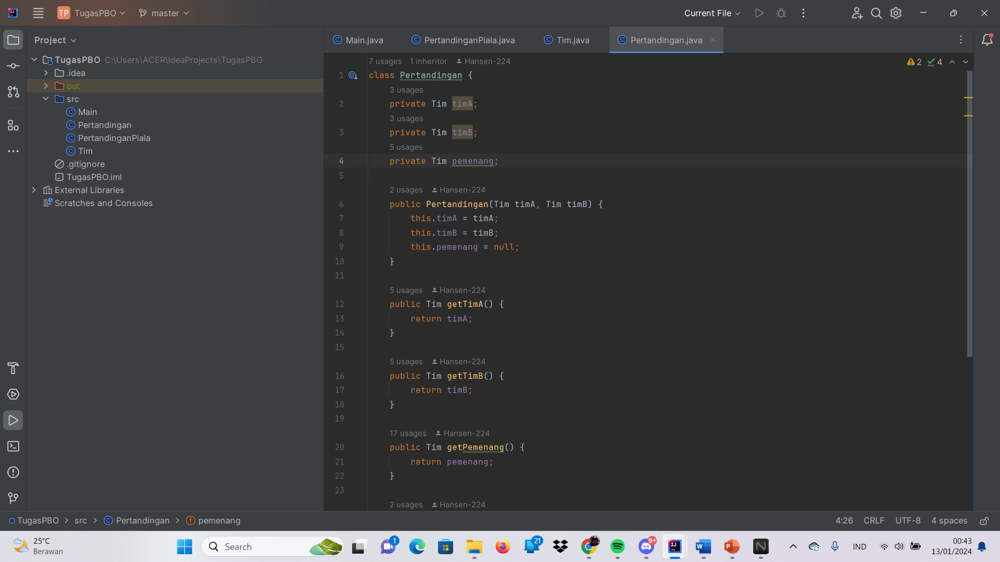 TP TugasPBO master Current File
Project
Main.java PertandinganPiala.java Tim.java Pertandingan.java
TugasPBO C:\Users\ACER\IdeaProjects\TugasPBO
.idea
out
src
Main
Pertandingan
PertandinganPiala
Tim
.gitignore
TugasPBO.iml
External Libraries
Scratches and Consoles
7 usages 1 inheritor Hansen-224
2 4
1 class Pertandingan {
3 usages
2 private Tim timA;
3 usages
3 private Tim timB;
5 usages
4 private Tim pemenang;
5
2 usages Hansen-224
6 public Pertandingan(Tim timA, Tim timB) {
7 this.timA = timA;
8 this.timB = timB;
9 this.pemenang = null;
10 }
11
5 usages Hansen-224
12 public Tim getTimA() {
13 return timA;
14 }
15
5 usages Hansen-224
16 public Tim getTimB() {
17 return timB;
18 }
19
17 usages Hansen-224
20 public Tim getPemenang() {
21 return pemenang;
22 }
23
2 usages Hansen-224
TugasPBO > src > Pertandingan > pemenang
4:26 CRLF UTF-8 4 spaces
25°C
Berawan
Search
1
21
9+
IND
00:43
13/01/2024